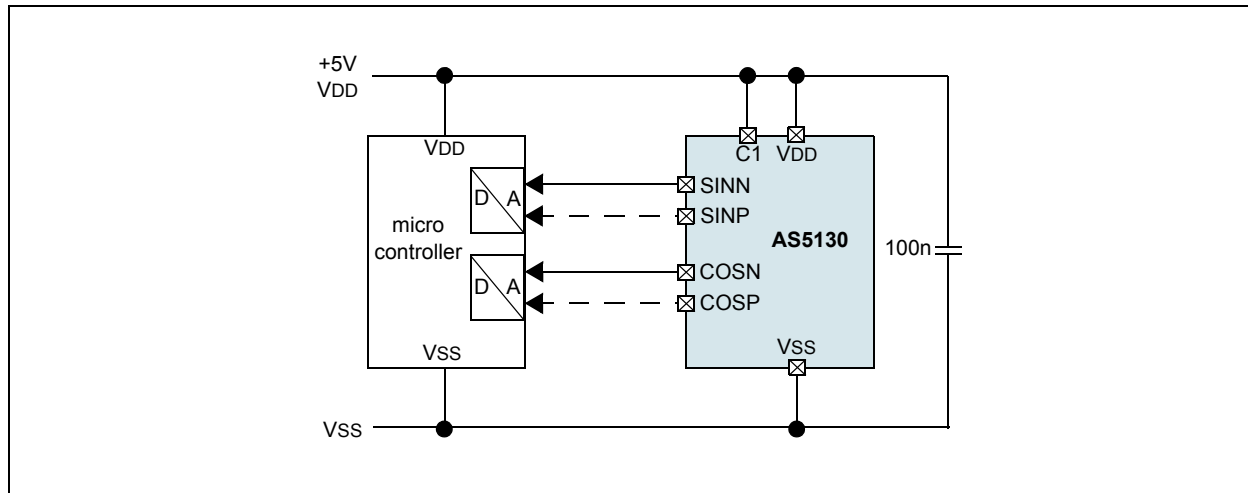 +5V
VDD
VDD
C1 VDD
D A
SINN
SINP
micro
controller
AS5130
100n
D A
COSN
COSP
VSS
VSS
VSS